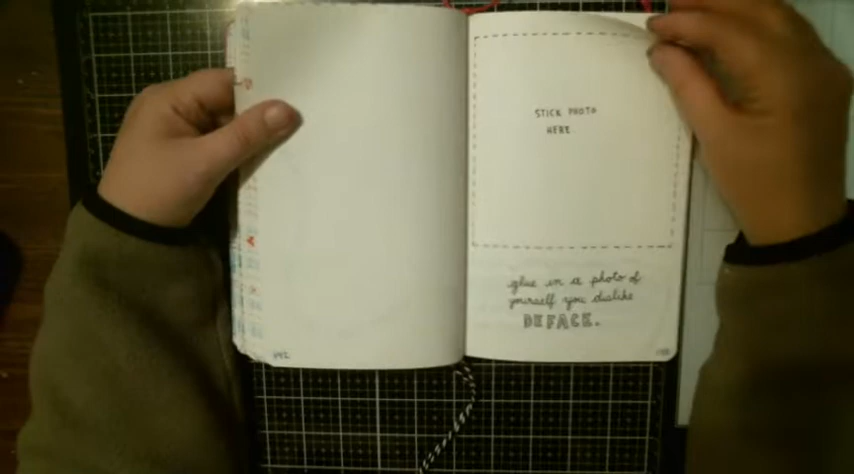 STICK PHOTO
HERE
glue in a photo of
yourself you dislike
DEFACE.